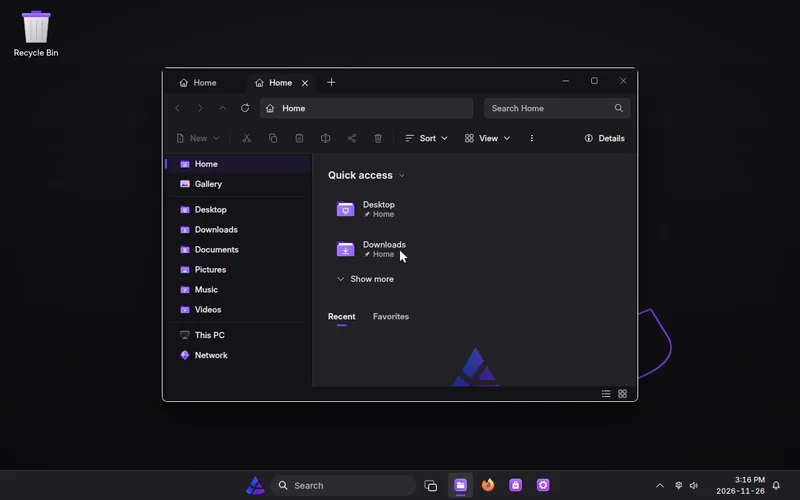 Recycle Bin
Home
Home
Home
Search Home
New
Sort
View
Details
Home
Gallery
Desktop
Downloads
Documents
Pictures
Music
Videos
This PC
Network
Quick access
Desktop
Home
Downloads
Home
Show more
Recent
Favorites
Search
3:16 PM
2026-11-26